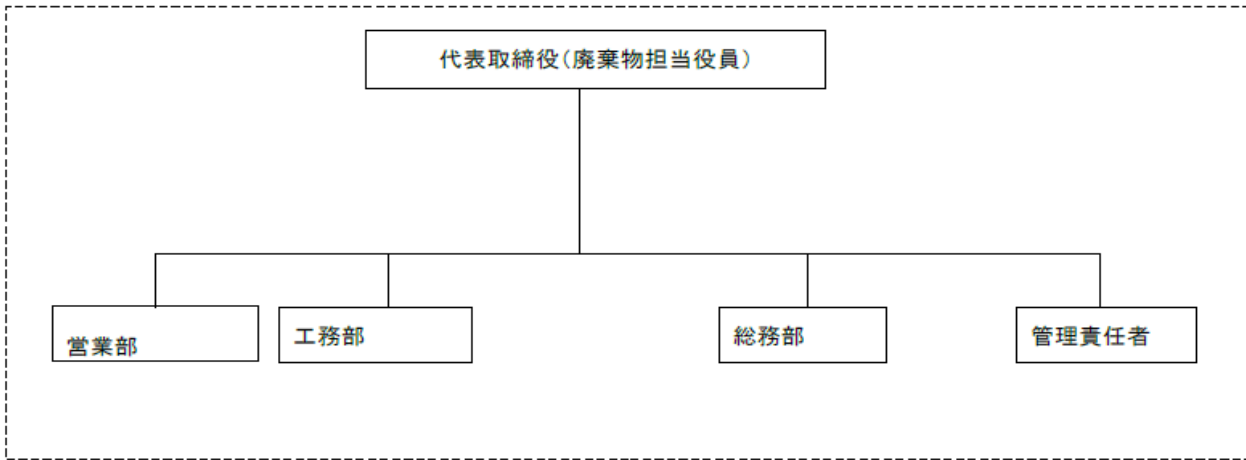 代表取締役(廃棄物担当役員)
営業部
工務部
総務部
管理責任者